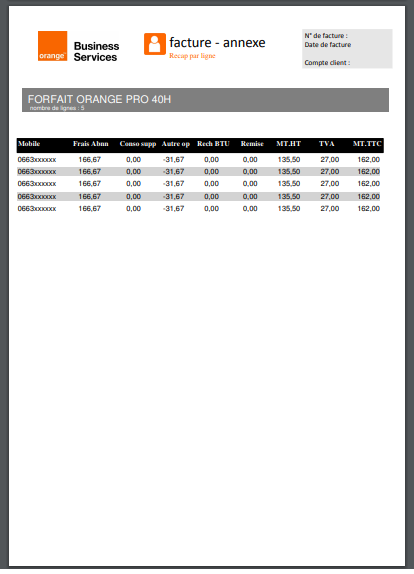 orange™
Business
Services
facture - annexe
Recap par ligne
N° de facture :
Date de facture
Compte client :
FORFAIT ORANGE PRO 40H
nombre de lignes : 5
Mobile Frais Abnn Conso supp Autre op Rech BTU Remise MT.HT TVA MT.TTC
0663xxxxxx 166,67 0,00 -31,67 0,00 0,00 135,50 27,00 162,00
0663xxxxxx 166,67 0,00 -31,67 0,00 0,00 135,50 27,00 162,00
0663xxxxxx 166,67 0,00 -31,67 0,00 0,00 135,50 27,00 162,00
0663xxxxxx 166,67 0,00 -31,67 0,00 0,00 135,50 27,00 162,00
0663xxxxxx 166,67 0,00 -31,67 0,00 0,00 135,50 27,00 162,00